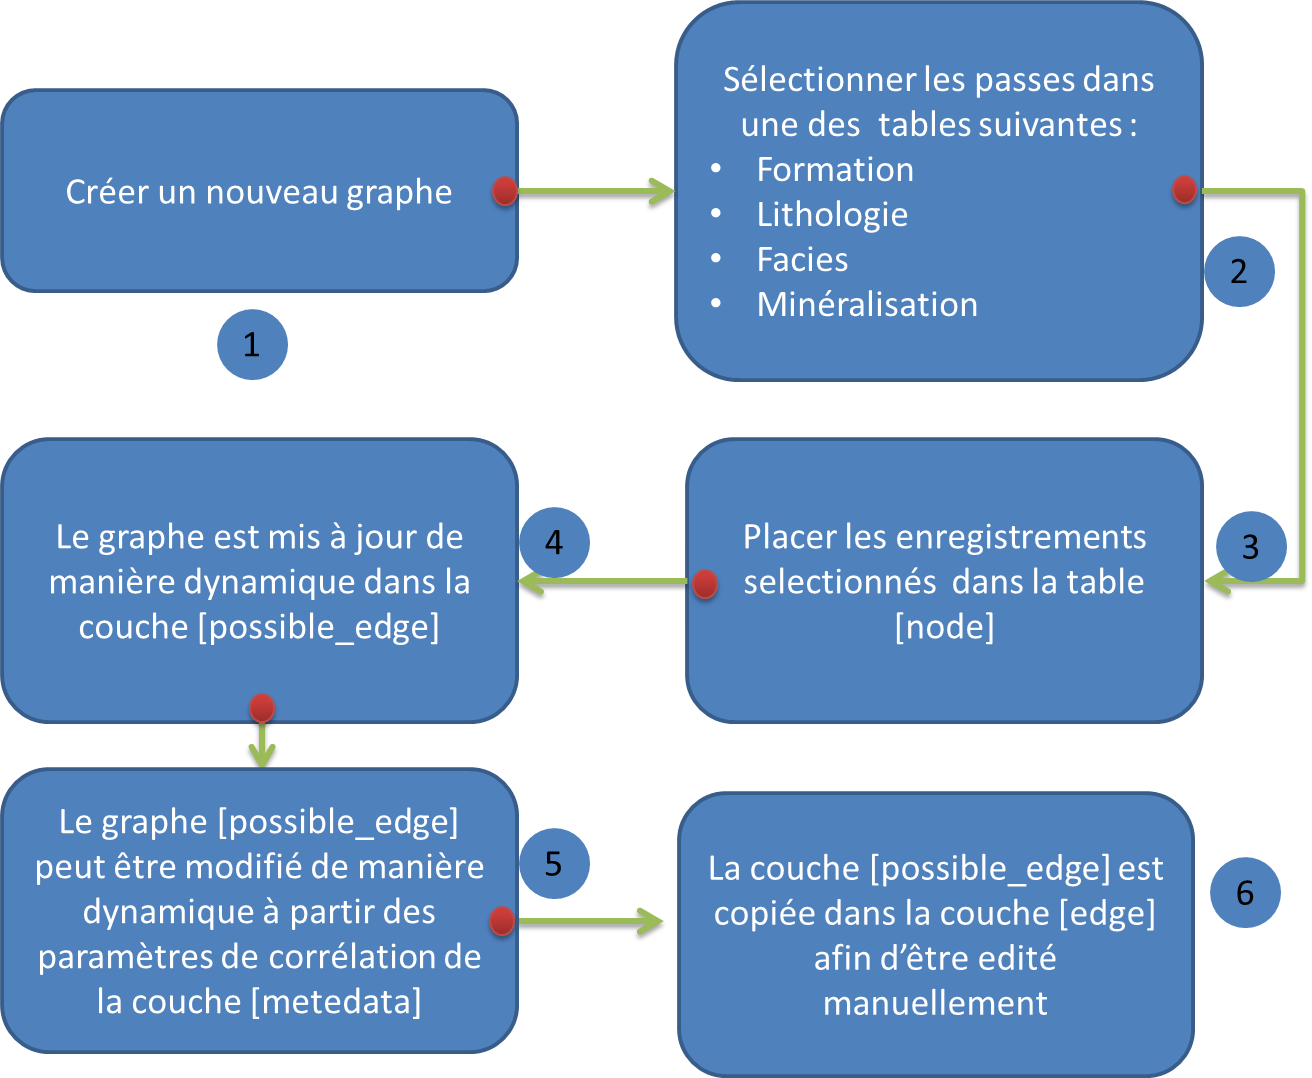 Créer un nouveau graphe
1
Sélectionner les passes dans
une des  tables suivantes :
• Formation
• Lithologie
• Facies
• Minéralisation
2
Placer les enregistrements
selectionnés  dans la table
[node]
3
Le graphe est mis à jour de
manière dynamique dans la
couche [possible_edge]
4
Le graphe [possible_edge]
peut être modifié de manière
dynamique à partir des
paramètres de corrélation de
la couche [metedata]
5
La couche [possible_edge] est
copiée dans la couche [edge]
afin d’être edité
manuellement
6